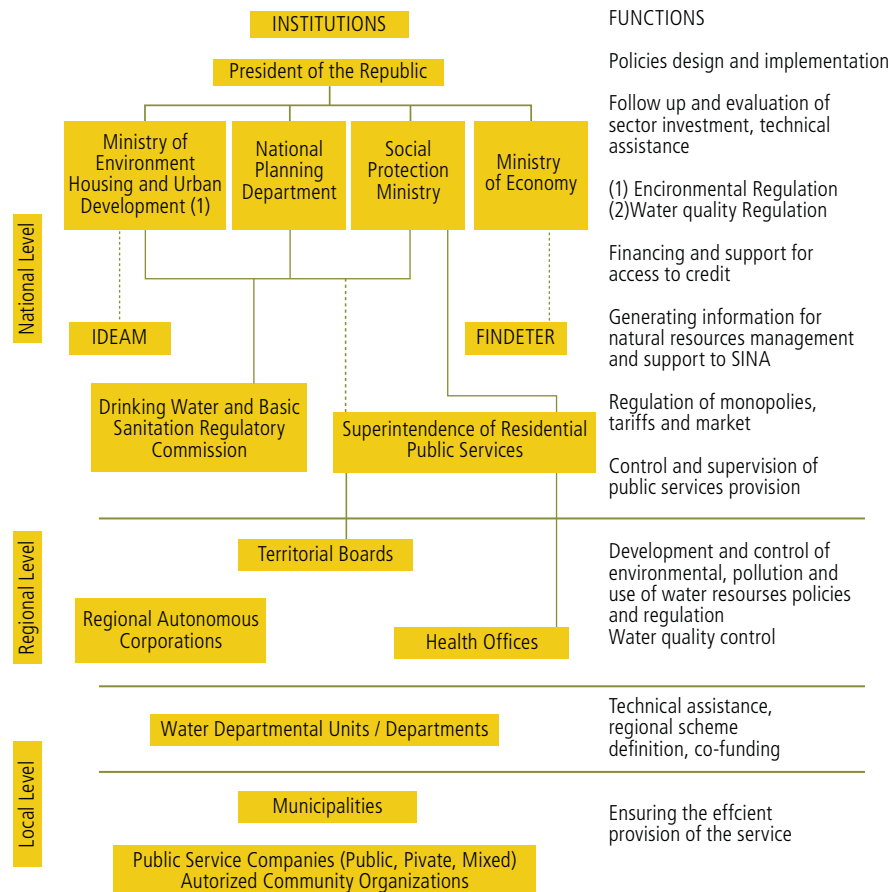 INSTITUTIONS
FUNCTIONS
President of the Republic
Policies design and implementation
Ministry of
Environment
Housing and Urban
Development (1)
National
Planning
Department
Social
Protection
Ministry
Ministry
of Economy
Follow up and evaluation of
sector investment, technical
assistance
(1) Encironmental Regulation
(2)Water quality Regulation
Financing and support for
access to credit
National Level
IDEAM
FINDETER
Generating information for
natural resources management
and support to SINA
Drinking Water and Basic
Sanitation Regulatory
Commission
Superintendence of Residential
Public Services
Regulation of monopolies,
tariffs and market
Control and supervision of
public services provision
Regional Level
Territorial Boards
Regional Autonomous
Corporations
Health Offices
Development and control of
environmental, pollution and
use of water resourses policies
and regulation
Water quality control
Water Departmental Units / Departments
Technical assistance,
regional scheme
definition, co-funding
Local Level
Municipalities
Public Service Companies (Public, Pivate, Mixed)
Autorized Community Organizations
Ensuring the effcient
provision of the service